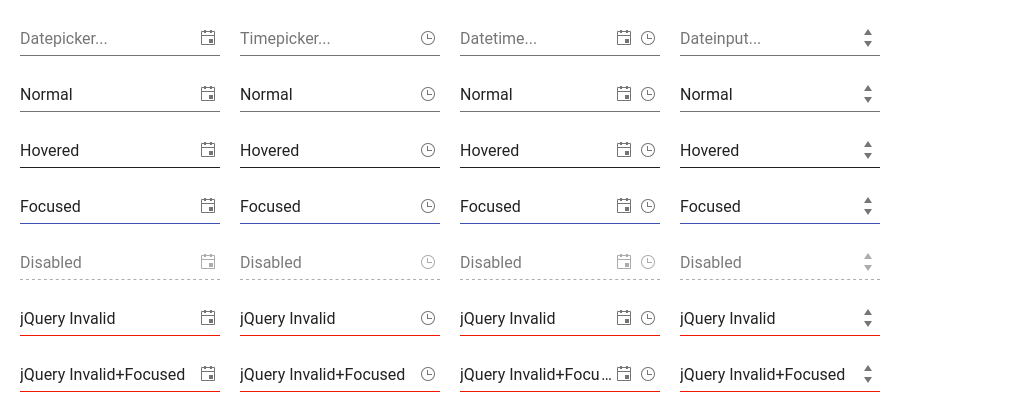 Datepicker... Timepicker... Datetime... Dateinput...
Normal Normal Normal Normal
Hovered Hovered Hovered Hovered
Focused Focused Focused Focused
Disabled Disabled Disabled Disabled
jQuery Invalid jQuery Invalid jQuery Invalid jQuery Invalid
jQuery Invalid+Focused jQuery Invalid+Focused jQuery Invalid+Focu... jQuery Invalid+Focused